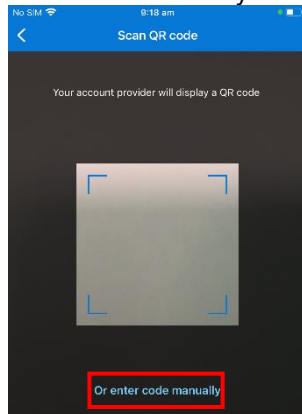 No SIM 9:18 am
Scan QR code
Your account provider will display a QR code
Or enter code manually